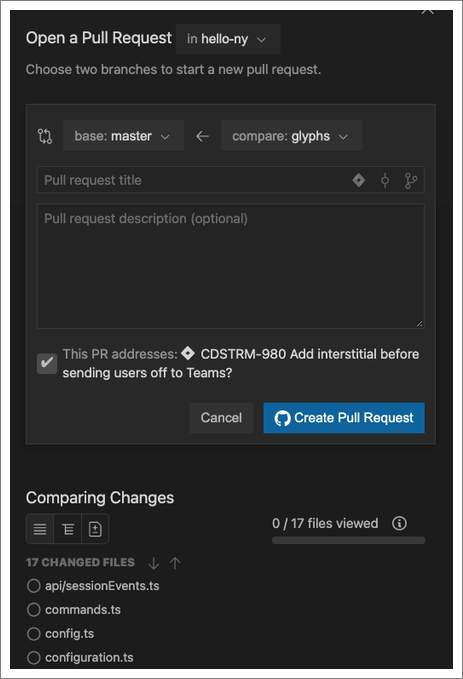 Open a Pull Request in hello-ny
Choose two branches to start a new pull request.
base: master compare: glyphs
Pull request title
Pull request description (optional)
This PR addresses: CDSTRM-980 Add interstitial before
sending users off to Teams?
Cancel Create Pull Request
Comparing Changes
0 / 17 files viewed
17 CHANGED FILES
api/sessionEvents.ts
commands.ts
config.ts
configuration.ts